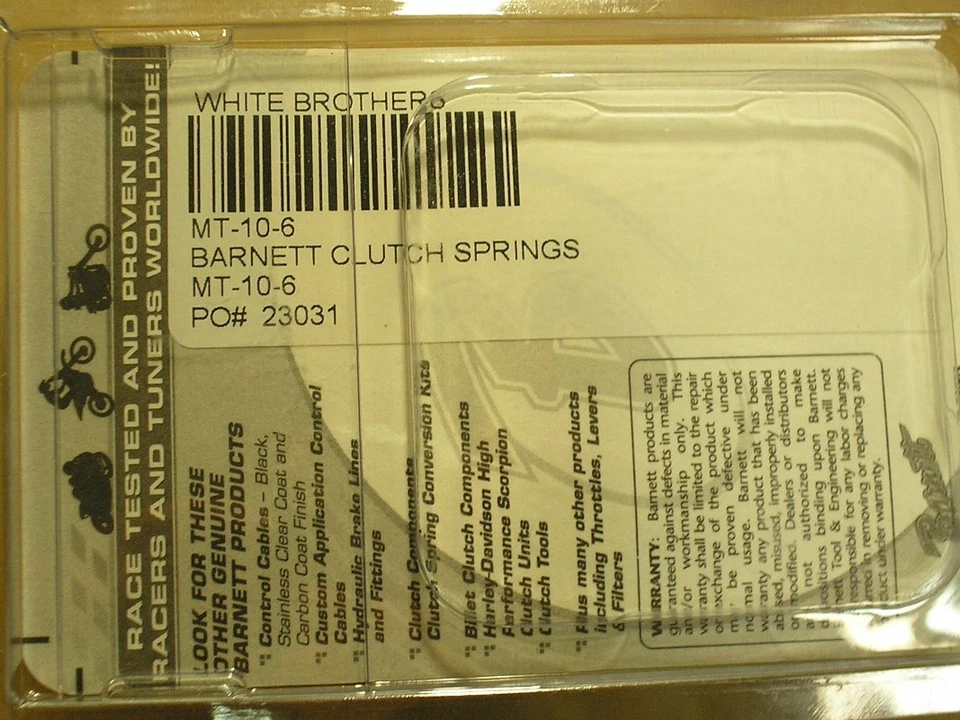 WHITE BROTHERS
MT-10-6
BARNETT CLUTCH SPRINGS
MT-10-6
PO# 23031
RACE TESTED AND PROVEN BY
RACERS AND TUNERS WORLDWIDE!
LOOK FOR THESE
OTHER GENUINE
BARNETT PRODUCTS
Control Cables – Black,
Stainless Clear Coat and
Carbon Coat Finish
Custom Application Control
Cables
Hydraulic Brake Lines
and Fittings
Clutch Components
Clutch Spring Conversion Kits
Billet Clutch Components
Harley-Davidson High
Performance Scorpion
Clutch Units
Clutch Tools
Plus many other products
including Throttles, Levers
& Filters
WARRANTY: Barnett products are
guaranteed against defects in material
and/or workmanship only. This
warranty shall be limited to the repair
or exchange of the product which
may be proven defective under
normal usage. Barnett will not
warranty any product that has been
abused, misused, improperly installed
or modified. Dealers or distributors
are not authorized to make
dispositions binding upon Barnett.
Barnett Tool & Engineering will not
be responsible for any labor charges
incurred in removing or replacing any
product under warranty.
Barnett